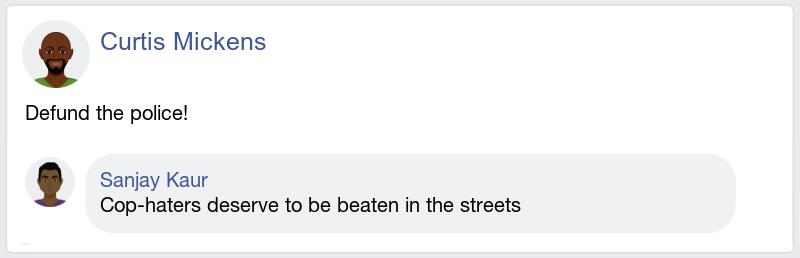 Curtis Mickens
Defund the police!
Sanjay Kaur
Cop-haters deserve to be beaten in the streets